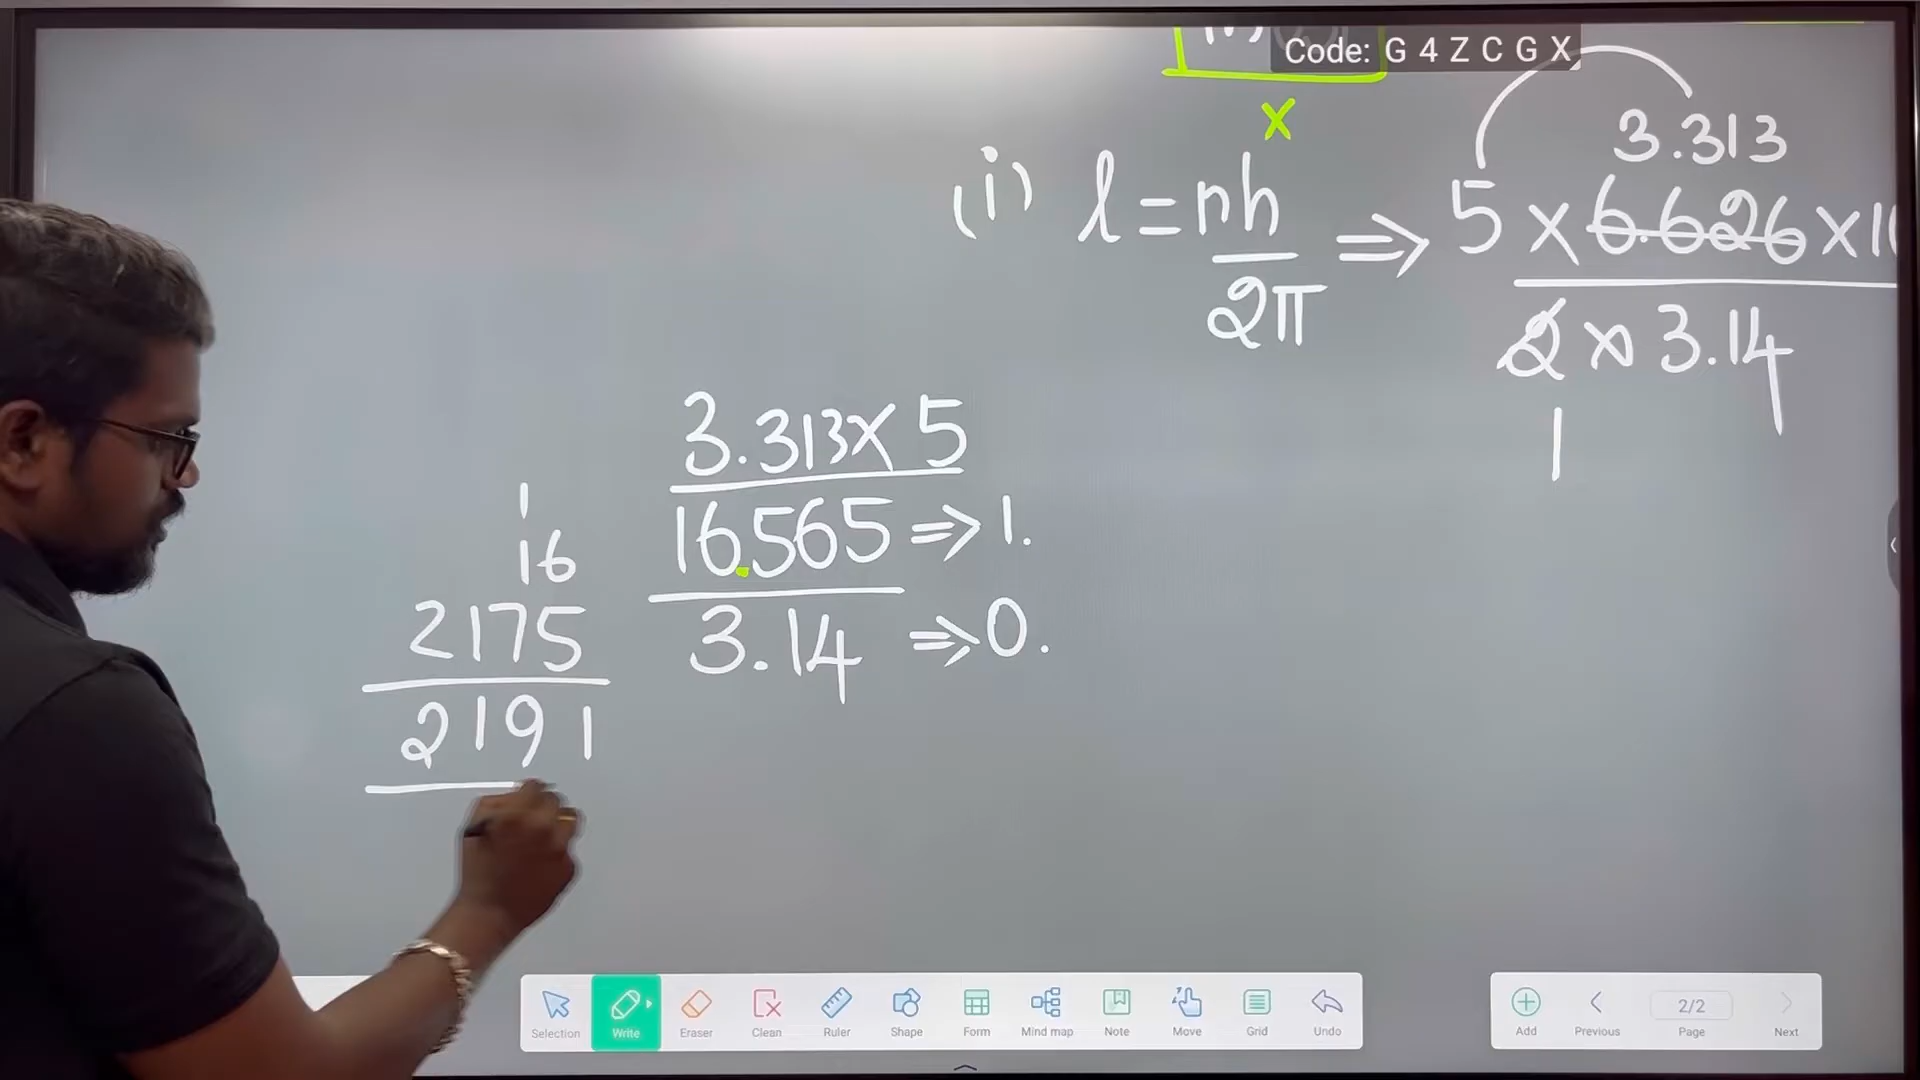 Code: G 4 Z C G X
x
3.313
(i) l = nh ⇒ 5 × 6.626 × 1
2π
2 × 3.14
1
3.313 × 5
16.565 ⇒ 1.
3.14 ⇒ 0.
1
16
2175
2191
Selection Write Eraser Clean Ruler Shape Form Mind map Note Move Grid Undo
Add Previous 2/2 Page Next